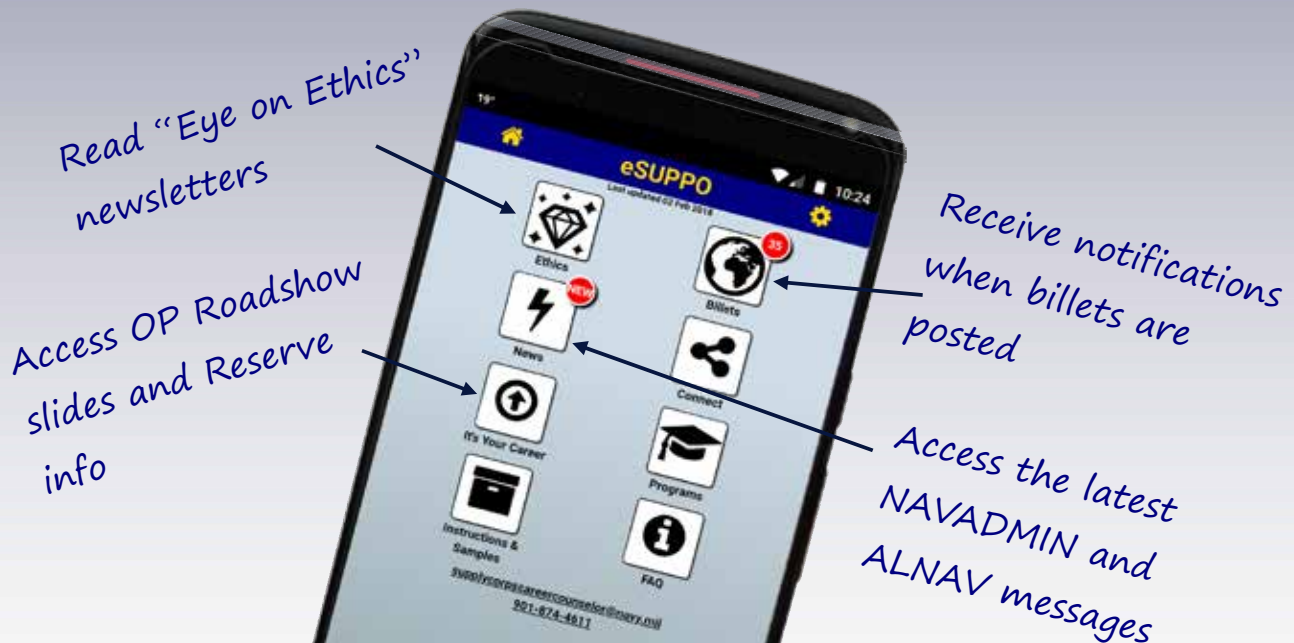 Read “Eye on Ethics”
newsletters
Access OP Roadshow
slides and Reserve
info
19°
10:24
eSUPPO
Last updated 02 Feb 2018
Ethics
35
Billets
NEW
News
Connect
It's Your Career
Programs
Instructions &
Samples
FAQ
supplycorpscareercounselor@navy.mil
901-874-4611
Receive notifications
when billets are
posted
Access the latest
NAVADMIN and
ALNAV messages